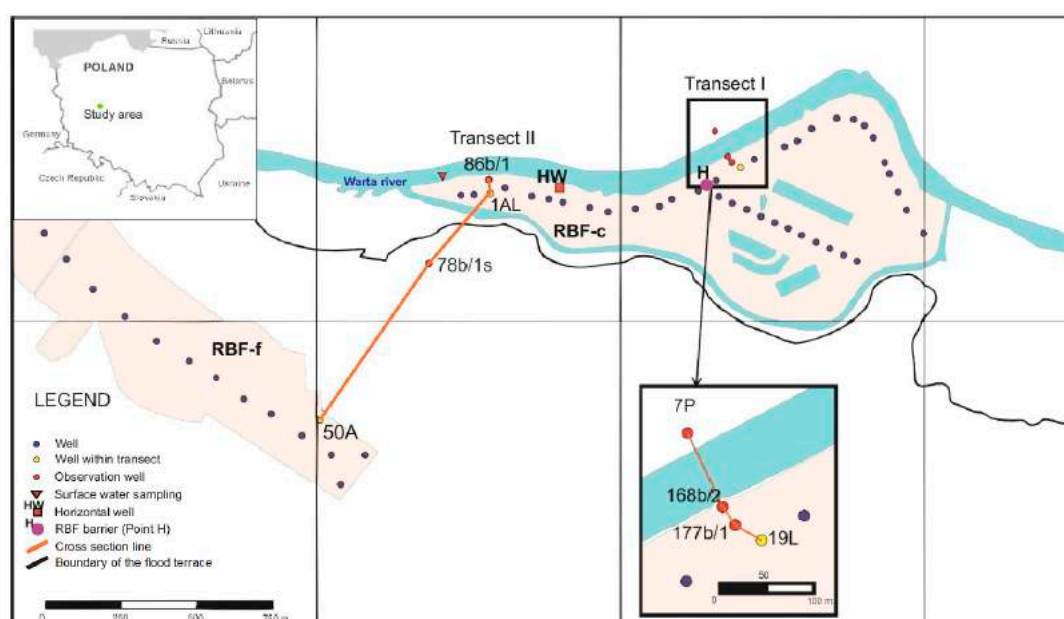 Lithuania
Russia
POLAND
Belarus
Study area
Germany
Czech Republic
Slovakia
Ukraine
Transect I
Transect II
86b/1
HW
H
Warta river
1AL
RBF-c
78b/1s
RBF-f
50A
LEGEND
Well
Well within transect
Observation well
Surface water sampling
HW Horizontal well
H RBF barrier (Point H)
Cross section line
Boundary of the flood terrace
0 250 500 750 m
7P
168b/2
177b/1
19L
50
0 100 m